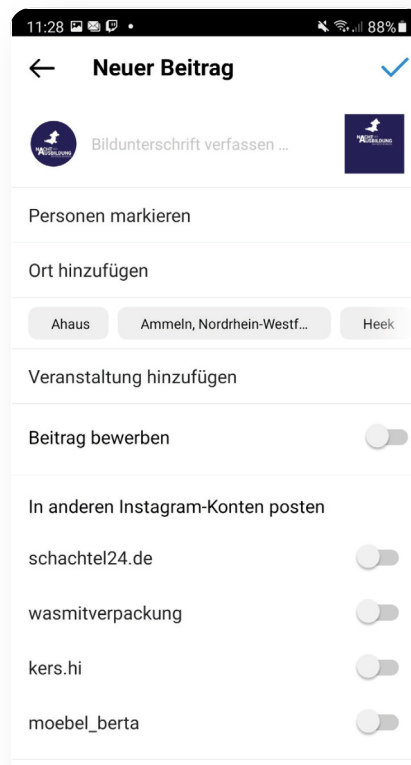 11:28 88%
Neuer Beitrag
Bildunterschrift verfassen ...
Personen markieren
Ort hinzufügen
Ahaus Ammeln, Nordrhein-Westf... Heek
Veranstaltung hinzufügen
Beitrag bewerben
In anderen Instagram-Konten posten
schachtel24.de
wasmitverpackung
kers.hi
moebel_berta